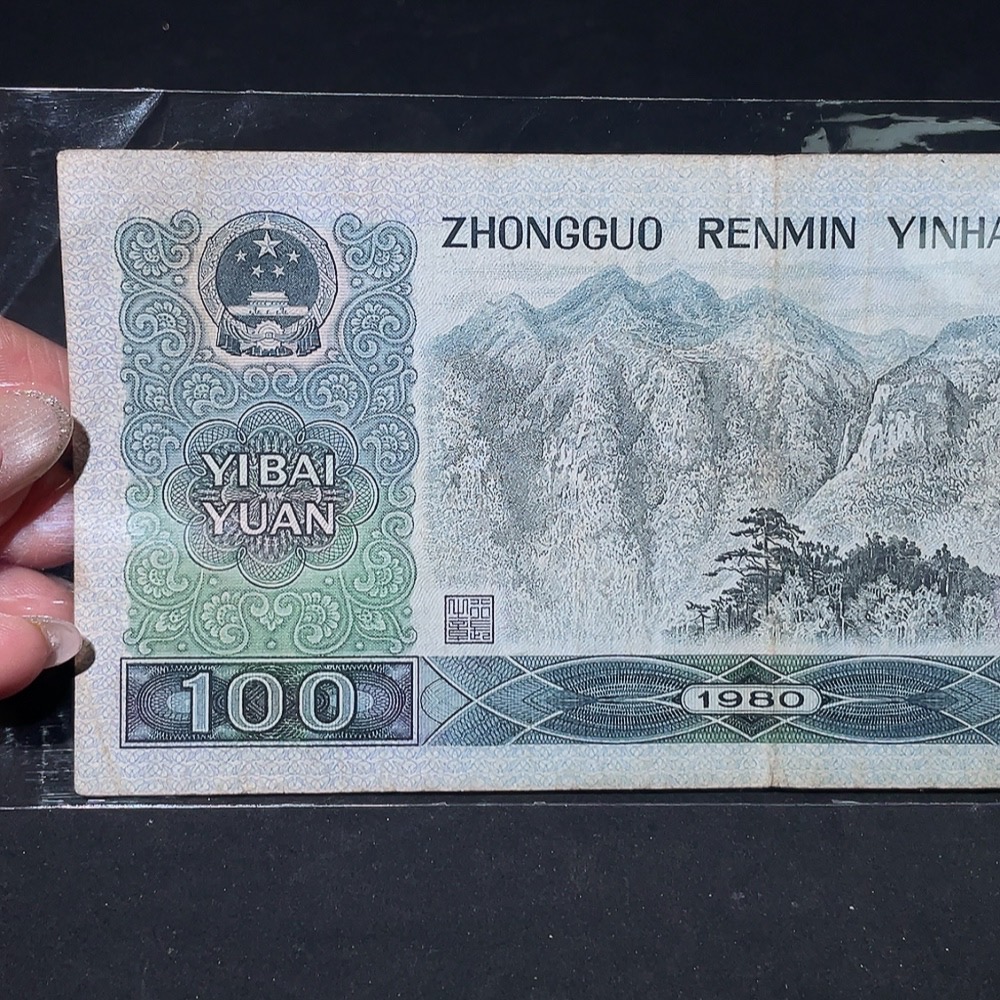 ZHONGGUO RENMIN YINHA
YIBAI
YUAN
100
1980